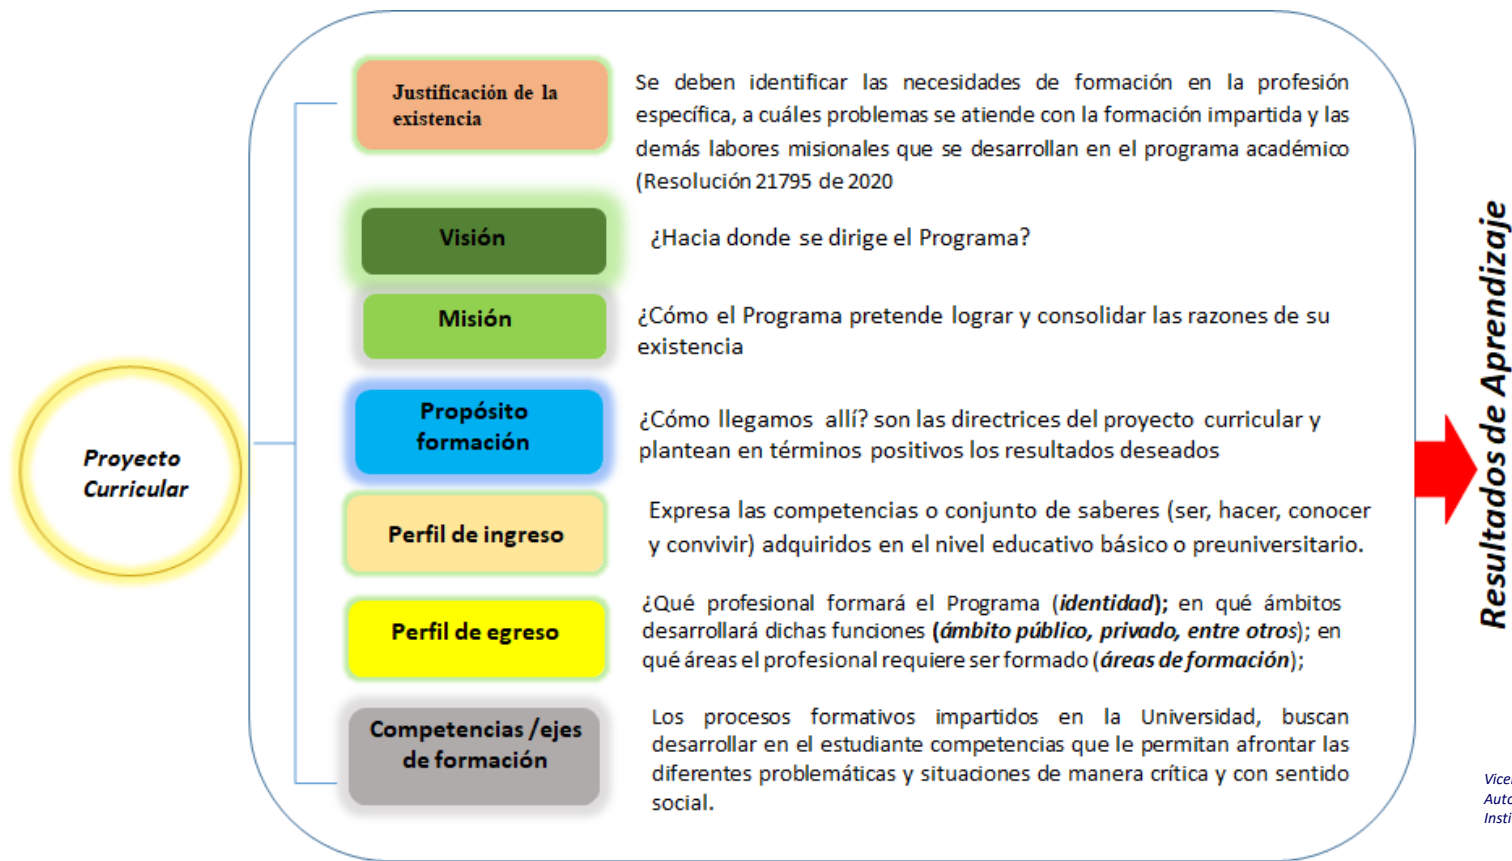 Proyecto
Curricular
Justificación de la
existencia
Se deben identificar las necesidades de formación en la profesión
específica, a cuáles problemas se atiende con la formación impartida y las
demás labores misionales que se desarrollan en el programa académico
(Resolución 21795 de 2020
Visión
¿Hacia donde se dirige el Programa?
Misión
¿Cómo el Programa pretende lograr y consolidar las razones de su
existencia
Propósito
formación
¿Cómo llegamos allí? son las directrices del proyecto curricular y
plantean en términos positivos los resultados deseados
Perfil de ingreso
Expresa las competencias o conjunto de saberes (ser, hacer, conocer
y convivir) adquiridos en el nivel educativo básico o preuniversitario.
Perfil de egreso
¿Qué profesional formará el Programa (identidad); en qué ámbitos
desarrollará dichas funciones (ámbito público, privado, entre otros); en
qué áreas el profesional requiere ser formado (áreas de formación);
Competencias /ejes
de formación
Los procesos formativos impartidos en la Universidad, buscan
desarrollar en el estudiante competencias que le permitan afrontar las
diferentes problemáticas y situaciones de manera crítica y con sentido
social.
Resultados de Aprendizaje